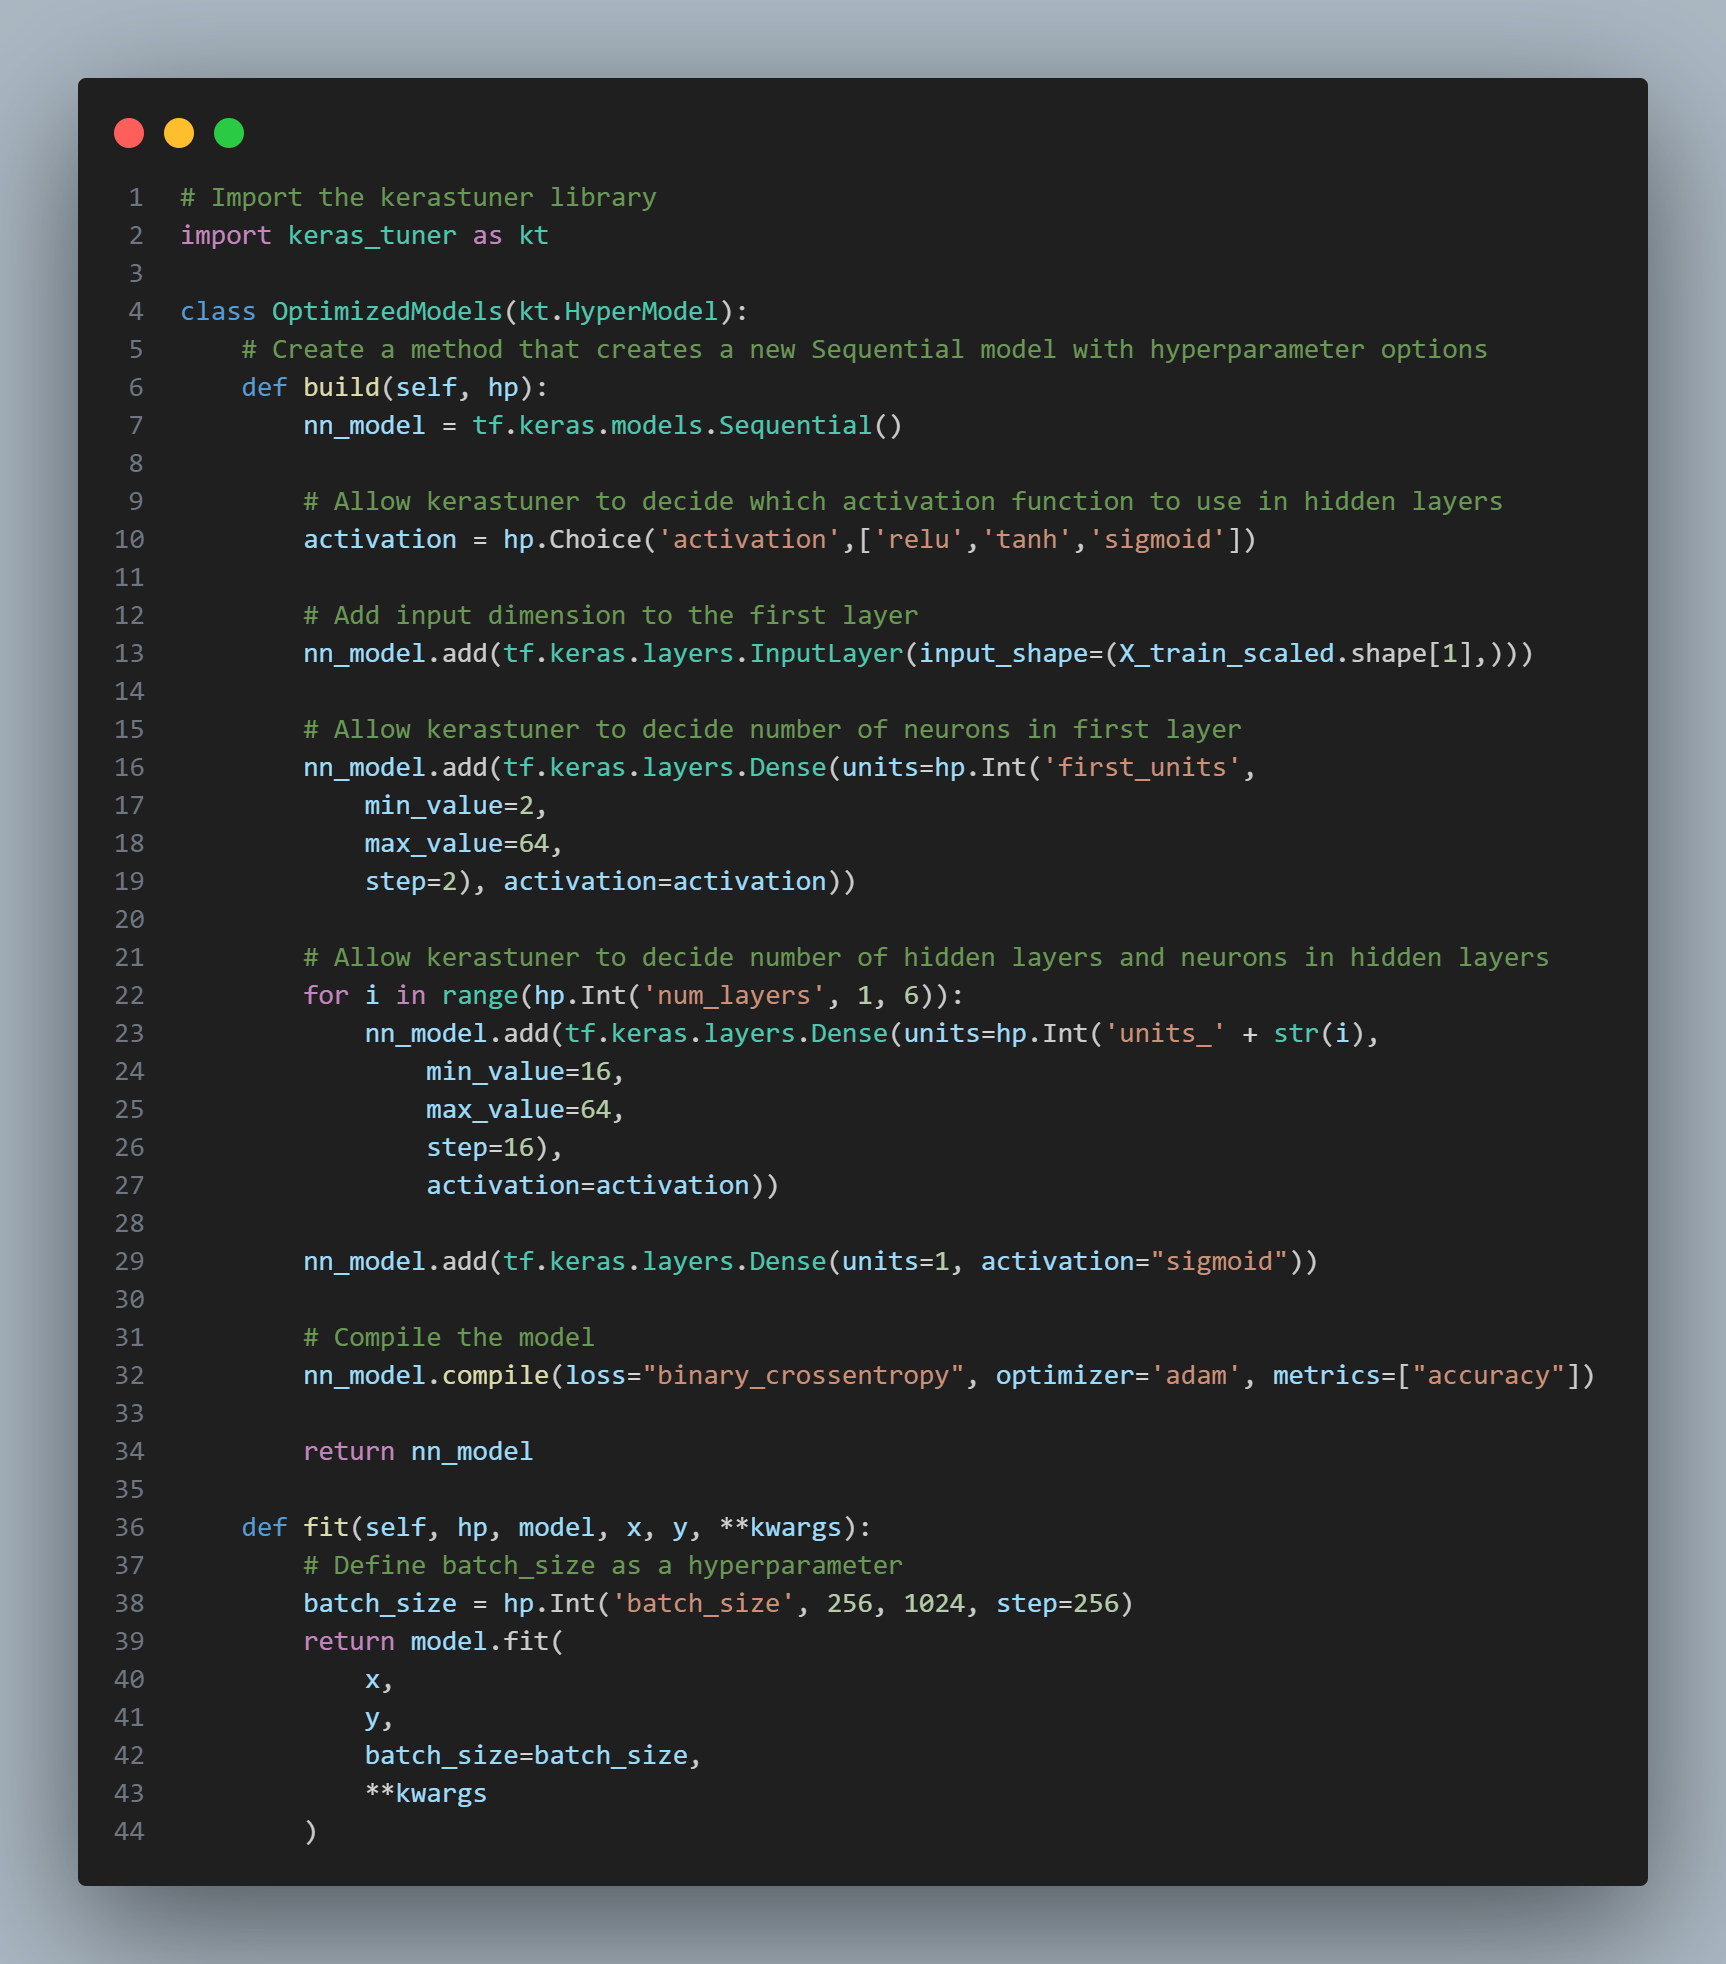 1 # Import the kerastuner library
2 import keras_tuner as kt
3
4 class OptimizedModels(kt.HyperModel):
5     # Create a method that creates a new Sequential model with hyperparameter options
6     def build(self, hp):
7         nn_model = tf.keras.models.Sequential()
8
9         # Allow kerastuner to decide which activation function to use in hidden layers
10         activation = hp.Choice('activation',['relu','tanh','sigmoid'])
11
12         # Add input dimension to the first layer
13         nn_model.add(tf.keras.layers.InputLayer(input_shape=(X_train_scaled.shape[1],)))
14
15         # Allow kerastuner to decide number of neurons in first layer
16         nn_model.add(tf.keras.layers.Dense(units=hp.Int('first_units',
17             min_value=2,
18             max_value=64,
19             step=2), activation=activation))
20
21         # Allow kerastuner to decide number of hidden layers and neurons in hidden layers
22         for i in range(hp.Int('num_layers', 1, 6)):
23             nn_model.add(tf.keras.layers.Dense(units=hp.Int('units_' + str(i),
24                 min_value=16,
25                 max_value=64,
26                 step=16),
27                 activation=activation))
28
29         nn_model.add(tf.keras.layers.Dense(units=1, activation="sigmoid"))
30
31         # Compile the model
32         nn_model.compile(loss="binary_crossentropy", optimizer='adam', metrics=["accuracy"])
33
34         return nn_model
35
36     def fit(self, hp, model, x, y, **kwargs):
37         # Define batch_size as a hyperparameter
38         batch_size = hp.Int('batch_size', 256, 1024, step=256)
39         return model.fit(
40             x,
41             y,
42             batch_size=batch_size,
43             **kwargs
44         )